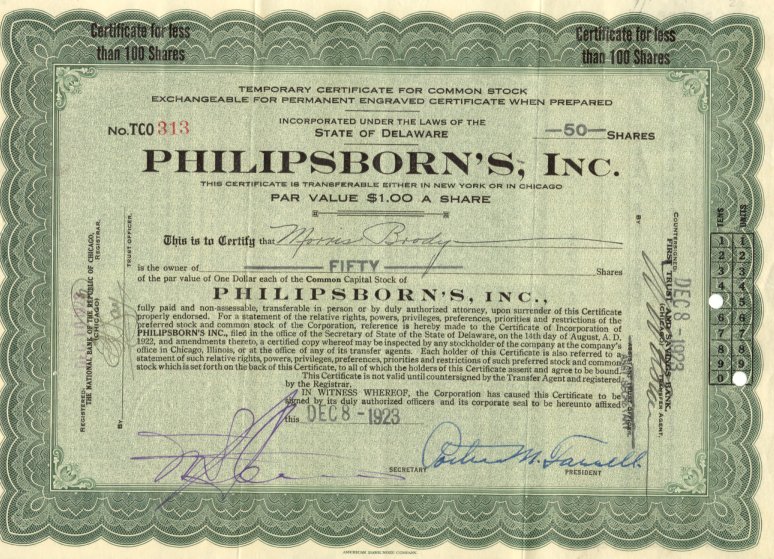 Certificate for less than 100 Shares
Certificate for less than 100 Shares
TEMPORARY CERTIFICATE FOR COMMON STOCK
EXCHANGEABLE FOR PERMANENT ENGRAVED CERTIFICATE WHEN PREPARED
No. TCO 313
INCORPORATED UNDER THE LAWS OF THE
STATE OF DELAWARE
—50— SHARES
PHILIPSBORN'S, INC.
THIS CERTIFICATE IS TRANSFERABLE EITHER IN NEW YORK OR IN CHICAGO
PAR VALUE $1.00 A SHARE
This is to Certify that Morris Brody
is the owner of FIFTY Shares
of the par value of One Dollar each of the Common Capital Stock of
PHILIPSBORN'S, INC.,
fully paid and non-assessable, transferable in person or by duly authorized attorney, upon surrender of this Certificate
properly endorsed. For a statement of the relative rights, powers, privileges, preferences, priorities and restrictions of the
preferred stock and common stock of the Corporation, reference is hereby made to the Certificate of Incorporation of
PHILIPSBORN'S INC., filed in the office of the Secretary of State of the State of Delaware, on the 14th day of August, A. D.
1922, and amendments thereto, a certified copy whereof may be inspected by any stockholder of the company at the company's
office in Chicago, Illinois, or at the office of any of its transfer agents. Each holder of this Certificate is also referred to a
statement of such relative rights, powers, privileges, preferences, priorities and restrictions of such preferred stock and common
stock which is set forth on the back of this Certificate, to all of which the holders of this Certificate assent and agree to be bound.
This Certificate is not valid until countersigned by the Transfer Agent and registered
by the Registrar.
IN WITNESS WHEREOF, the Corporation has caused this Certificate to be
signed by its duly authorized officers and its corporate seal to be hereunto affixed
this DEC 8 - 1923
SECRETARY
PRESIDENT
REGISTERED
THE NATIONAL BANK OF THE REPUBLIC OF CHICAGO,
(CHICAGO) REGISTRAR.
BY
TRUST OFFICER.
COUNTERSIGNED
DEC 8 - 1923
FIRST TRUST AND SAVINGS BANK,
TRANSFER AGENT.
BY
TENS UNITS
1 1
2 2
3 3
4 4
5
6 6
7 7
8 8
9 9
0
AMERICAN BANK NOTE COMPANY.